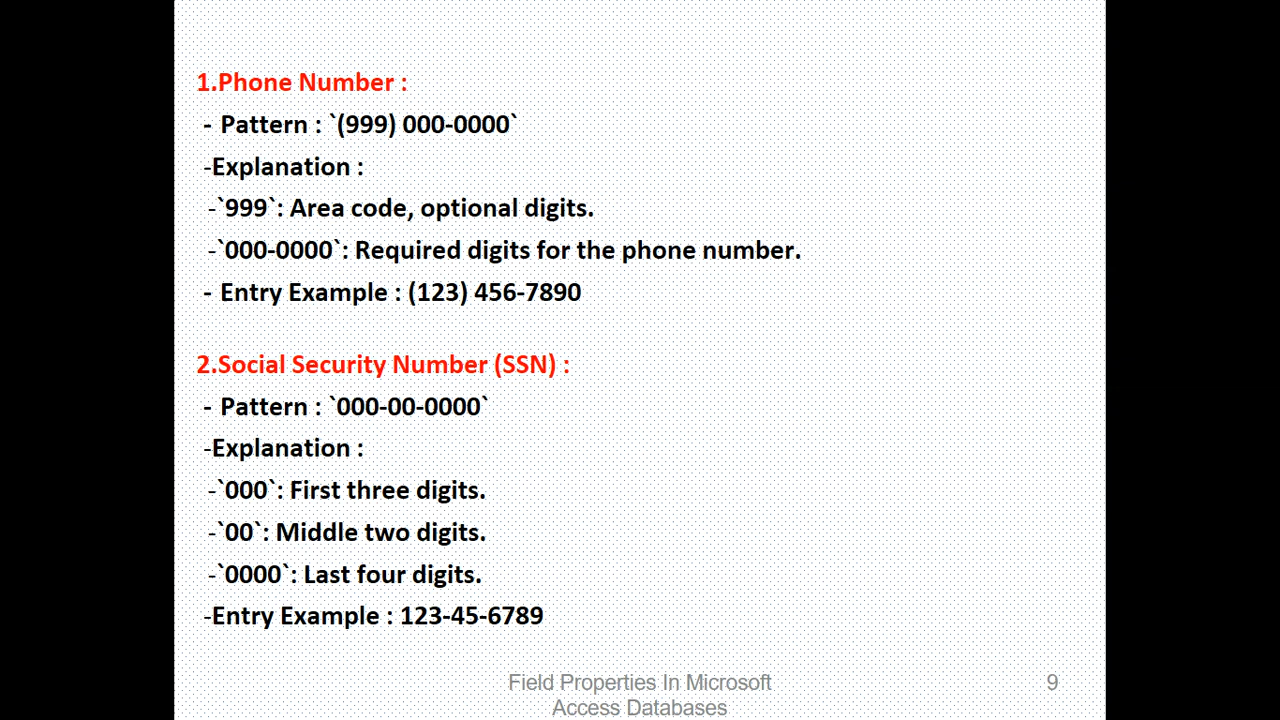 1.Phone Number :
- Pattern : `(999) 000-0000`
-Explanation :
-`999`: Area code, optional digits.
-`000-0000`: Required digits for the phone number.
- Entry Example : (123) 456-7890
2.Social Security Number (SSN) :
- Pattern : `000-00-0000`
-Explanation :
-`000`: First three digits.
-`00`: Middle two digits.
-`0000`: Last four digits.
-Entry Example : 123-45-6789
Field Properties In Microsoft
Access Databases
9